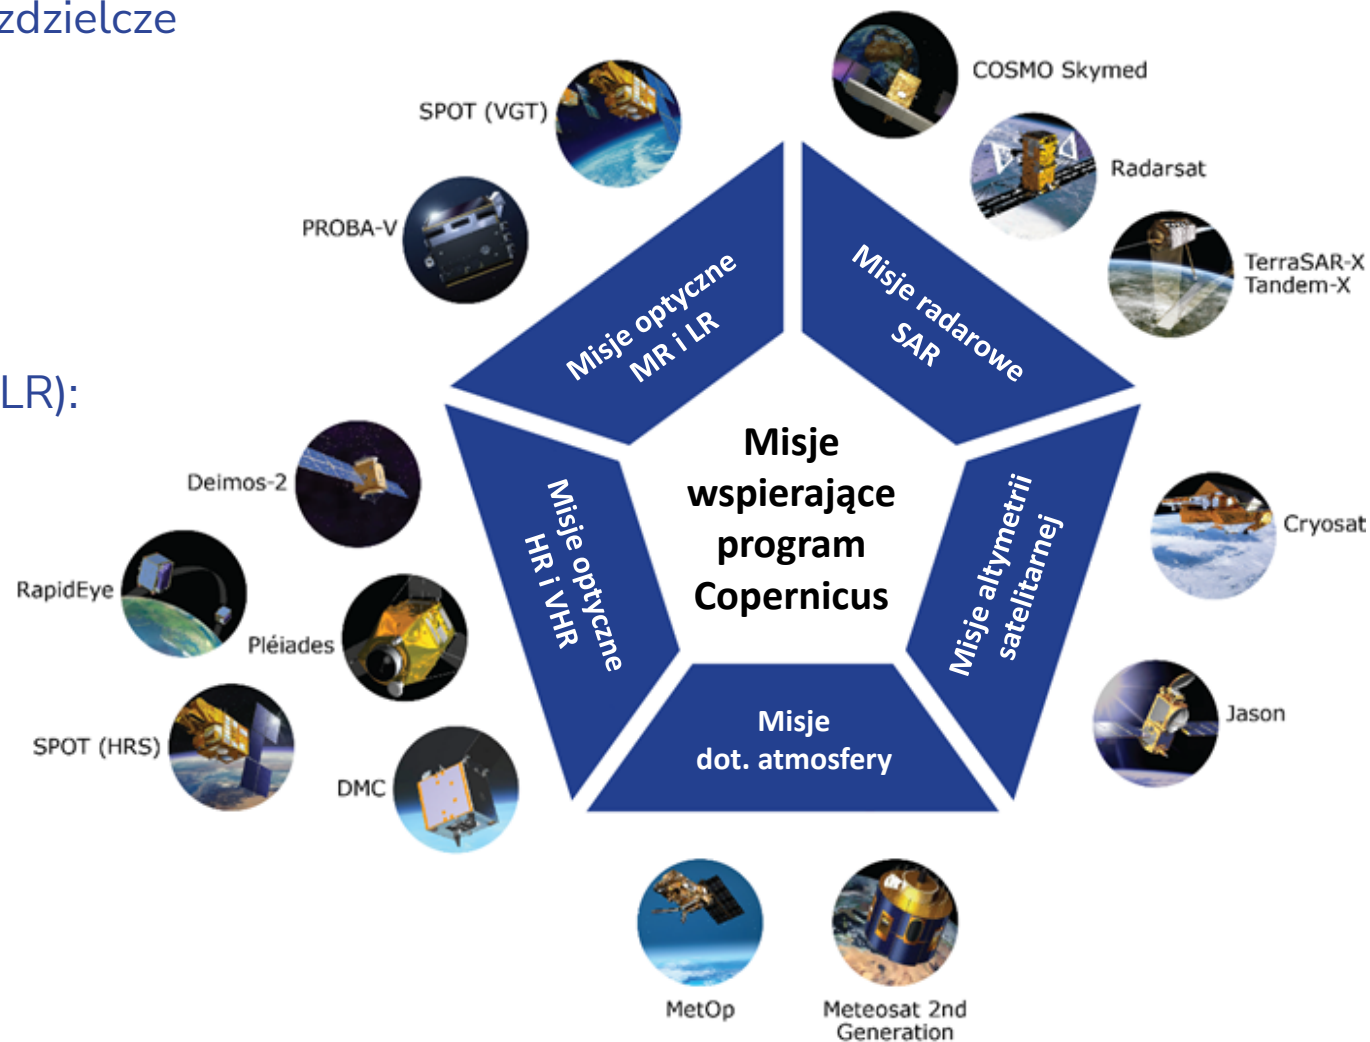 zdzielcze
LR):
COSMO Skymed
SPOT (VGT)
Radarsat
PROBA-V
TerraSAR-X
Tandem-X
Misje optyczne
MR i LR
Misje radarowe
SAR
Misje
wspierające
program
Copernicus
Deimos-2
RapidEye
Pléiades
SPOT (HRS)
DMC
Misje optyczne
HR i VHR
Misje altymetrii
satelitarnej
Cryosat
Jason
Misje
dot. atmosfery
MetOp
Meteosat 2nd
Generation